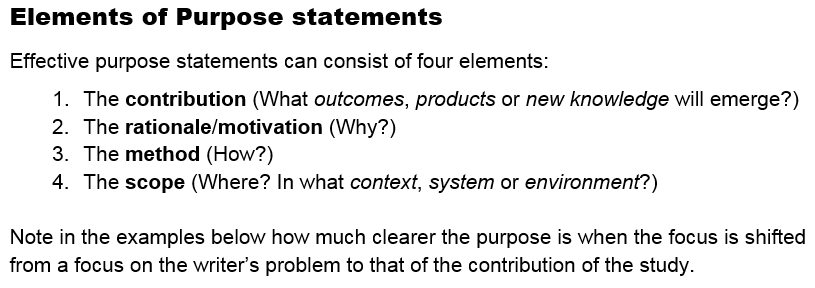 Elements of Purpose statements
Effective purpose statements can consist of four elements:
1. The contribution (What outcomes, products or new knowledge will emerge?)
2. The rationale/motivation (Why?)
3. The method (How?)
4. The scope (Where? In what context, system or environment?)
Note in the examples below how much clearer the purpose is when the focus is shifted
from a focus on the writer's problem to that of the contribution of the study.